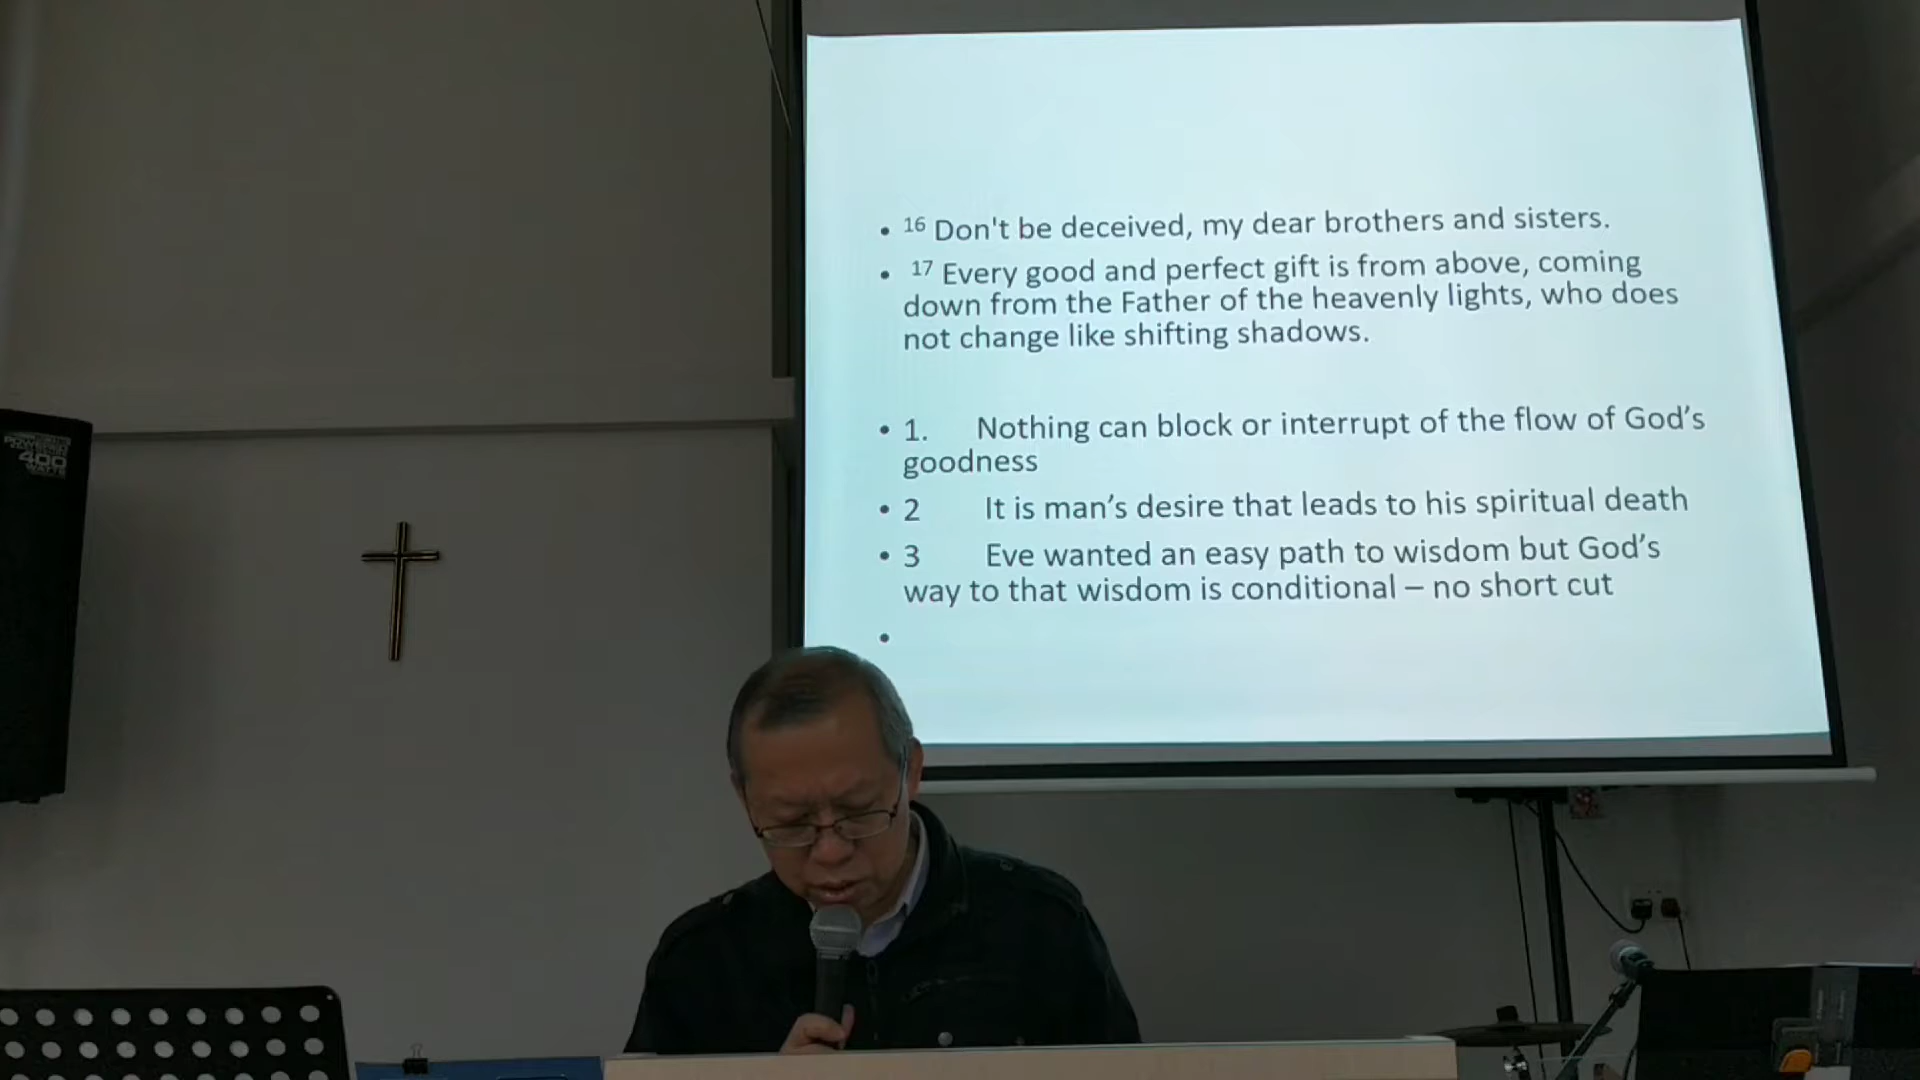 • 16 Don't be deceived, my dear brothers and sisters.
• 17 Every good and perfect gift is from above, coming
down from the Father of the heavenly lights, who does
not change like shifting shadows.
• 1. Nothing can block or interrupt of the flow of God’s
goodness
• 2 It is man’s desire that leads to his spiritual death
• 3 Eve wanted an easy path to wisdom but God’s
way to that wisdom is conditional – no short cut
•
POWERED
400
WATTS